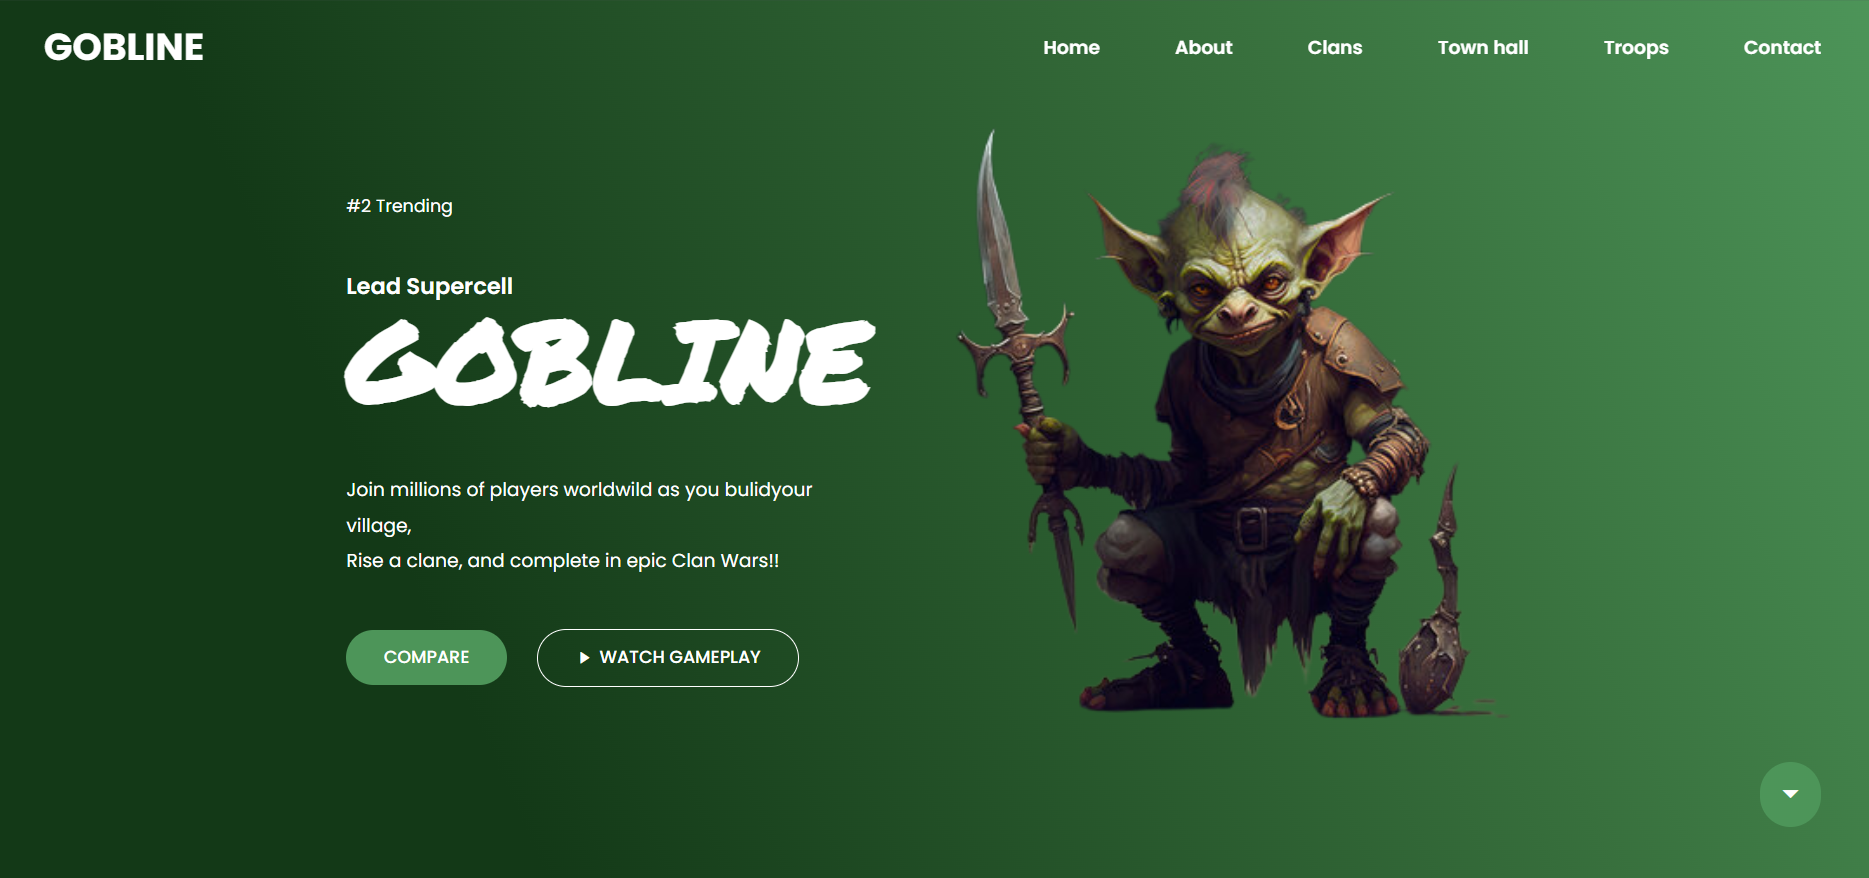 GOBLINE
Home About Clans Town hall Troops Contact
#2 Trending
Lead Supercell
GOBLINE
Join millions of players worldwild as you bulidyour
village,
Rise a clane, and complete in epic Clan Wars!!
COMPARE
WATCH GAMEPLAY